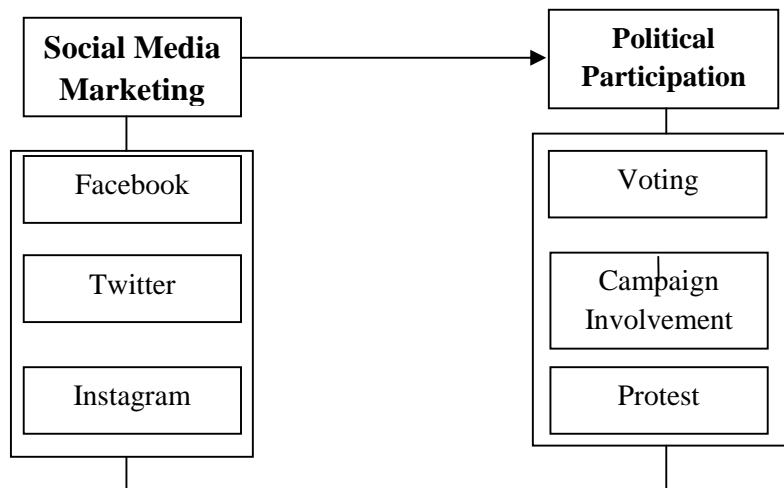 Social Media
Marketing
Political
Participation
Facebook
Twitter
Instagram
Voting
Campaign
Involvement
Protest